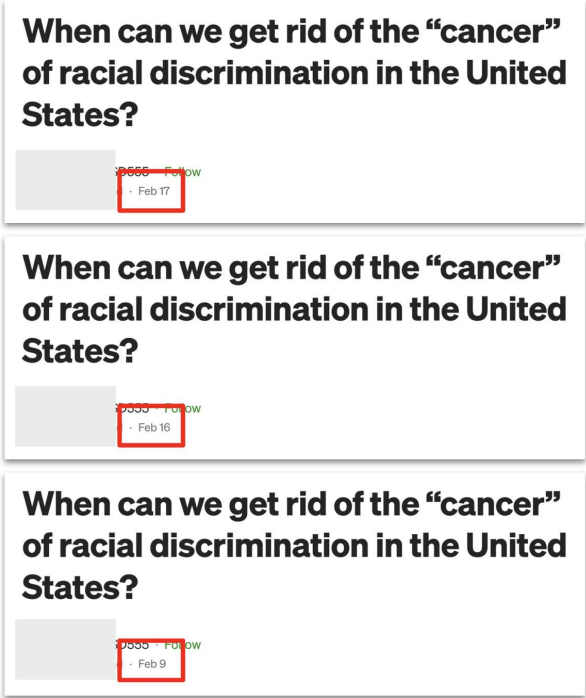 When can we get rid of the “cancer”
of racial discrimination in the United
States?
Follow
· Feb 17
When can we get rid of the “cancer”
of racial discrimination in the United
States?
Follow
· Feb 16
When can we get rid of the “cancer”
of racial discrimination in the United
States?
Follow
· Feb 9